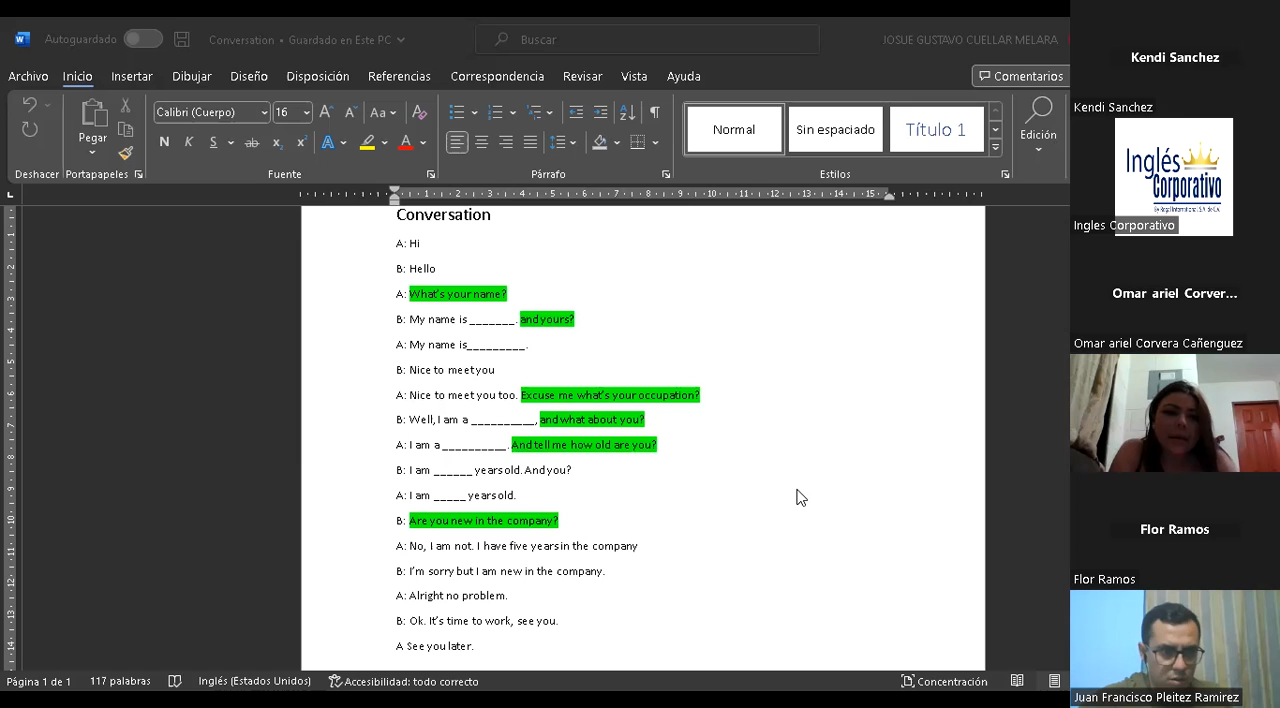 Autoguardado
Conversation • Guardado en Este PC
Buscar
JOSUE GUSTAVO CUELLAR MELARA
Archivo Inicio Insertar Dibujar Diseño Disposición Referencias Correspondencia Revisar Vista Ayuda Comentarios
Pegar
Calibri (Cuerpo) 16
Normal
Sin espaciado
Título 1
Edición
Deshacer Portapapeles Fuente Párrafo Estilos
Conversation
A: Hi
B: Hello
A: What's your name?
B: My name is _______. and yours?
A: My name is_________.
B: Nice to meet you
A: Nice to meet you too. Excuse me what's your occupation?
B: Well, I am a __________, and what about you?
A: I am a __________. And tell me how old are you?
B: I am ______ years old. And you?
A: I am _____ years old.
B: Are you new in the company?
A: No, I am not. I have five years in the company
B: I'm sorry but I am new in the company.
A: Alright no problem.
B: Ok. It's time to work, see you.
A See you later.
Página 1 de 1 117 palabras Inglés (Estados Unidos) Accesibilidad: todo correcto Concentración
Kendi Sanchez
Kendi Sanchez
Inglés
Corporativo
Ingles Corporativo
Omar ariel Corver...
Omar ariel Corvera Cañenguez
Flor Ramos
Flor Ramos
Juan Francisco Pleitez Ramirez